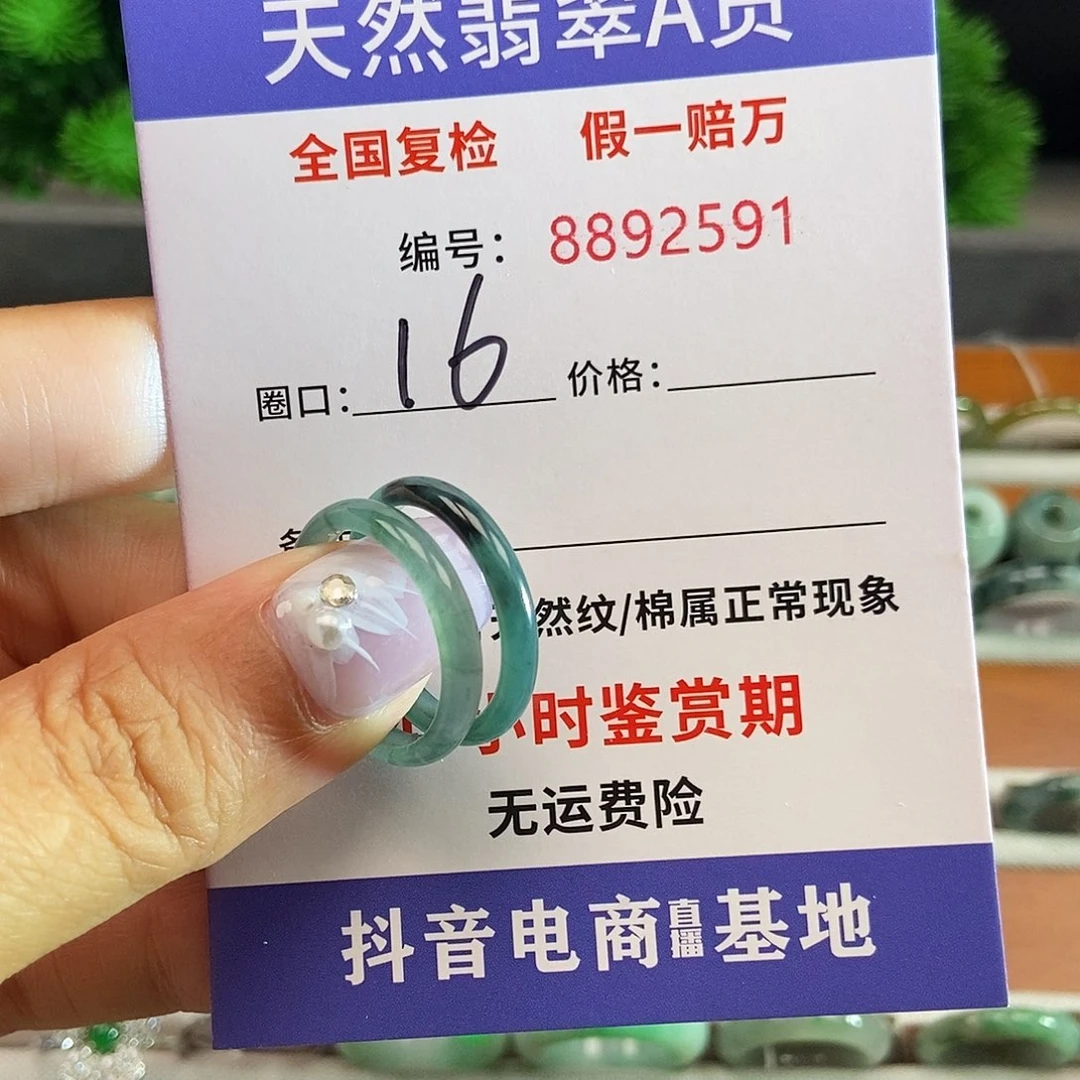 天然翡翠A货
全国复检 假一赔万
编号: 8892591
圈口: 16 价格:
然纹/棉属正常现象
小时鉴赏期
无运费险
抖音电商直播基地